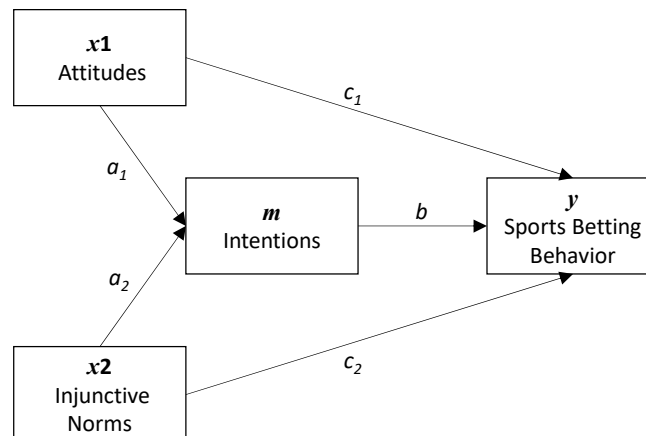 x1
Attitudes
c1
a1
m
Intentions
b
y
Sports Betting
Behavior
a2
x2
Injunctive
Norms
c2